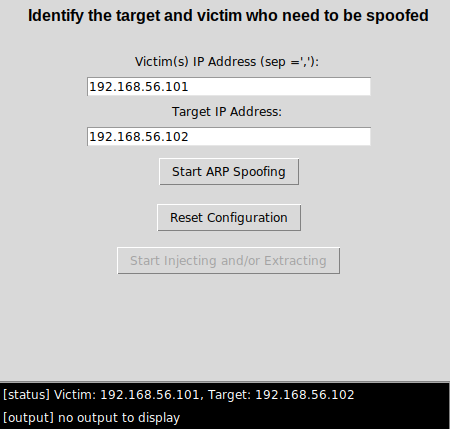 Identify the target and victim who need to be spoofed
Victim(s) IP Address (sep =','):
192.168.56.101
Target IP Address:
192.168.56.102
Start ARP Spoofing
Reset Configuration
Start Injecting and/or Extracting
[status] Victim: 192.168.56.101, Target: 192.168.56.102
[output] no output to display